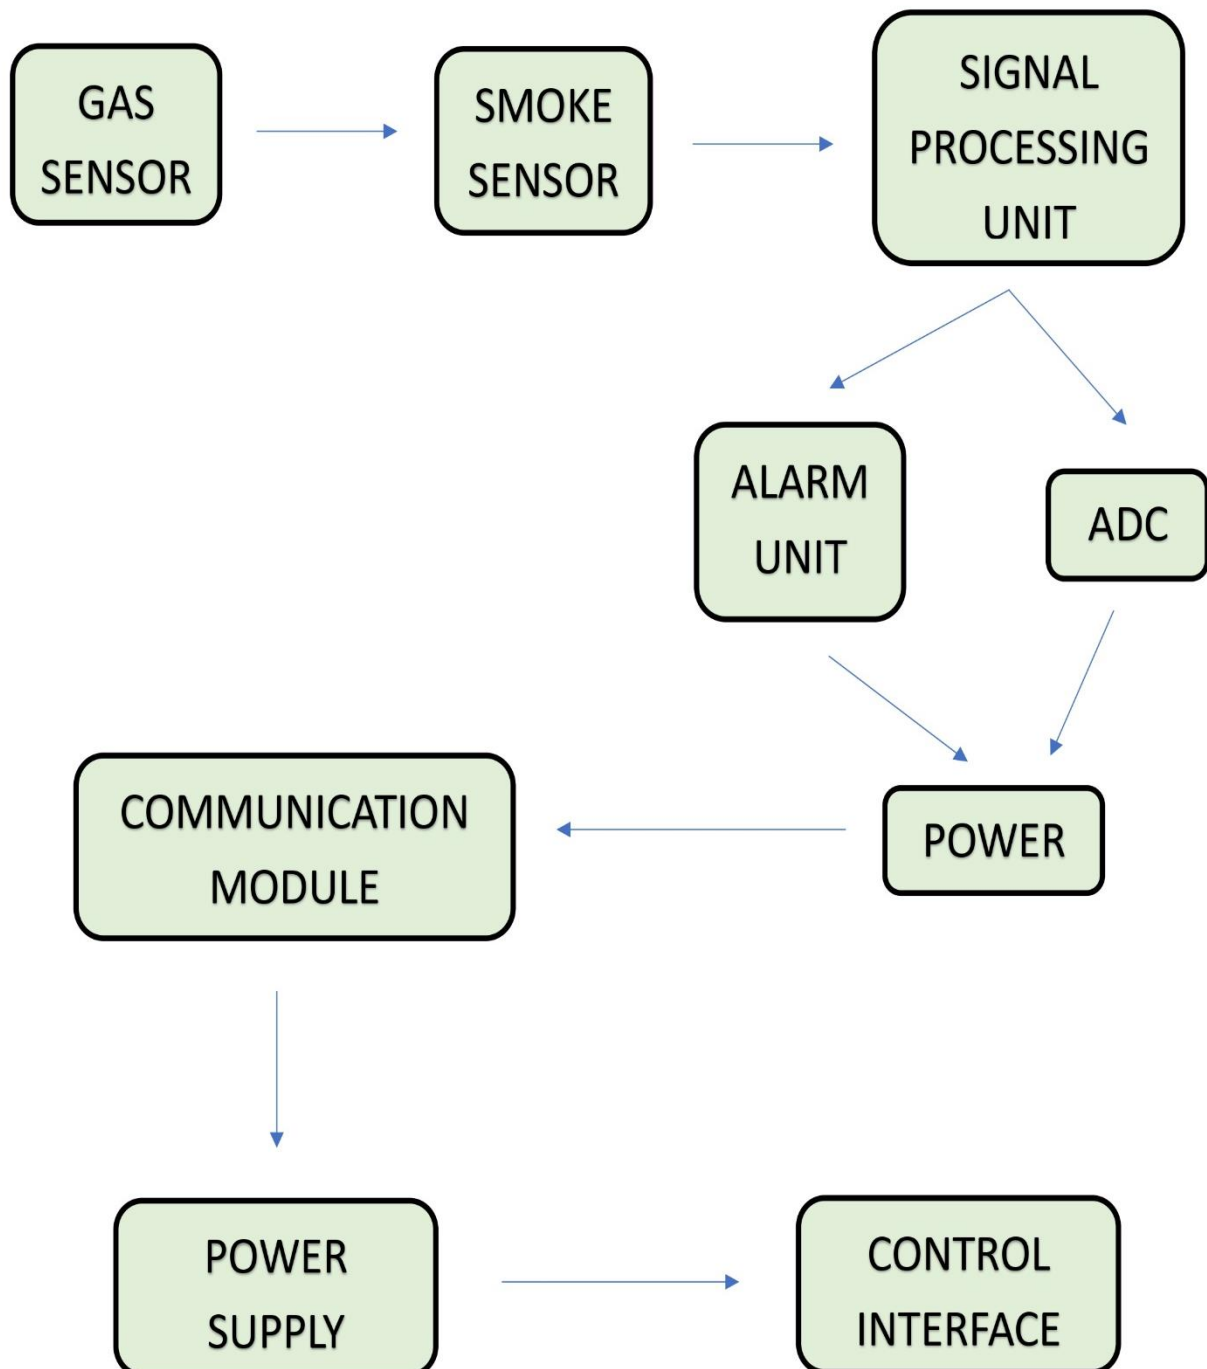 GAS
SENSOR
SMOKE
SENSOR
SIGNAL
PROCESSING
UNIT
ALARM
UNIT
ADC
COMMUNICATION
MODULE
POWER
POWER
SUPPLY
CONTROL
INTERFACE